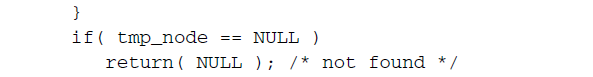 }
if( tmp_node == NULL )
return( NULL ); /* not found */